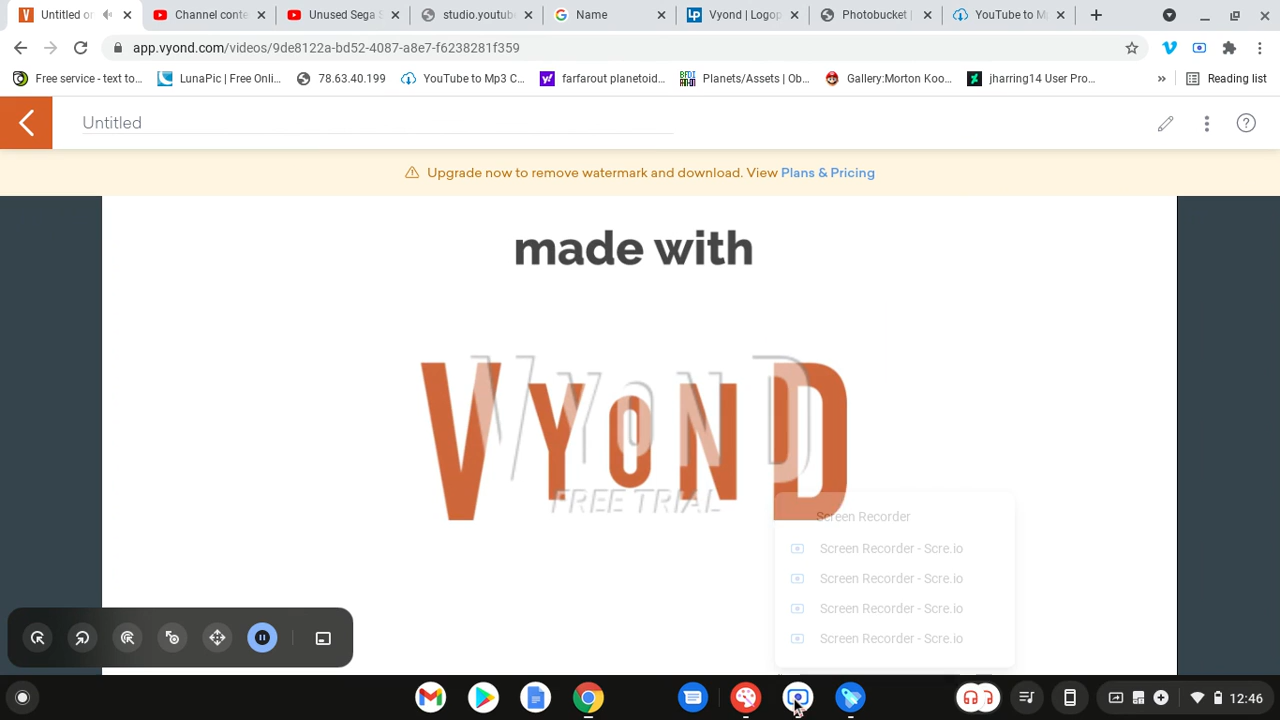 Untitled on
Channel conte
Unused Sega S
studio.youtube
Name
Vyond | Logop
Photobucket |
YouTube to M
app.vyond.com/videos/9de8122a-bd52-4087-a8e7-f6238281f359
Free service - text to...
LunaPic | Free Onli...
78.63.40.199
YouTube to Mp3 C...
farfarout planetoid...
Planets/Assets | Ob...
Gallery:Morton Koo...
jharring14 User Pro...
»
Reading list
Untitled
Upgrade now to remove watermark and download. View Plans & Pricing
made with
VYOND
VYOND
FREE TRIAL
Screen Recorder
Screen Recorder - Scre.io
Screen Recorder - Scre.io
Screen Recorder - Scre.io
Screen Recorder - Scre.io
12:46